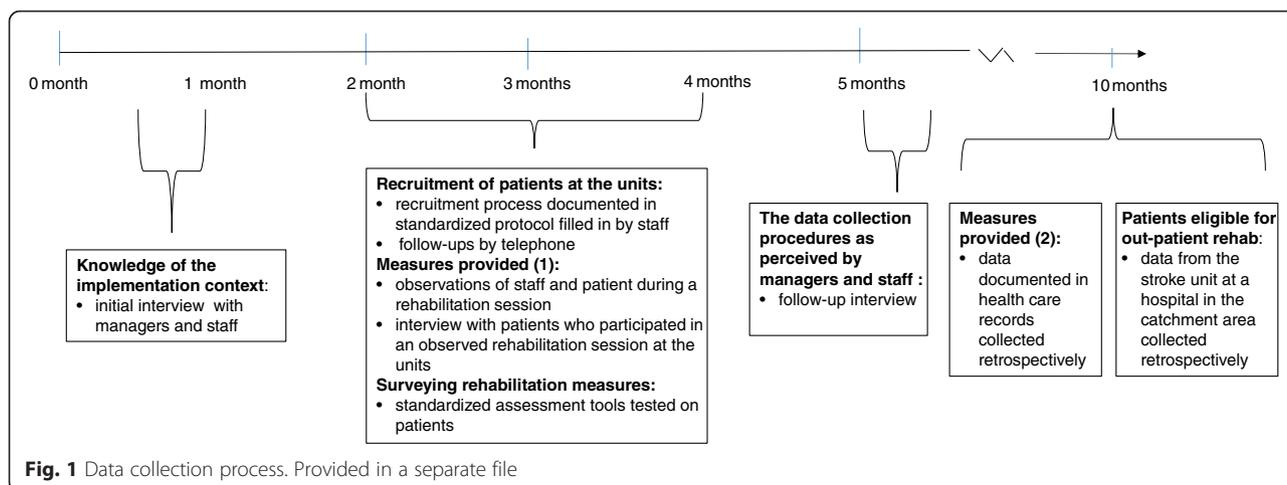 0 month
1 month
2 month
3 months
4 months
5 months
10 months
Knowledge of the
implementation context:
• initial interview with
managers and staff
Recruitment of patients at the units:
• recruitment process documented in
standardized protocol filled in by staff
• follow-ups by telephone
Measures provided (1):
• observations of staff and patient during a
rehabilitation session
• interview with patients who participated in
an observed rehabilitation session at the
units
Surveying rehabilitation measures:
• standardized assessment tools tested on
patients
The data collection
procedures as
perceived by
managers and staff :
• follow-up interview
Measures
provided (2):
• data
documented in
health care
records
collected
retrospectively
Patients eligible for
out-patient rehab:
• data from the
stroke unit at a
hospital in the
catchment area
collected
retrospectively
Fig. 1 Data collection process. Provided in a separate file